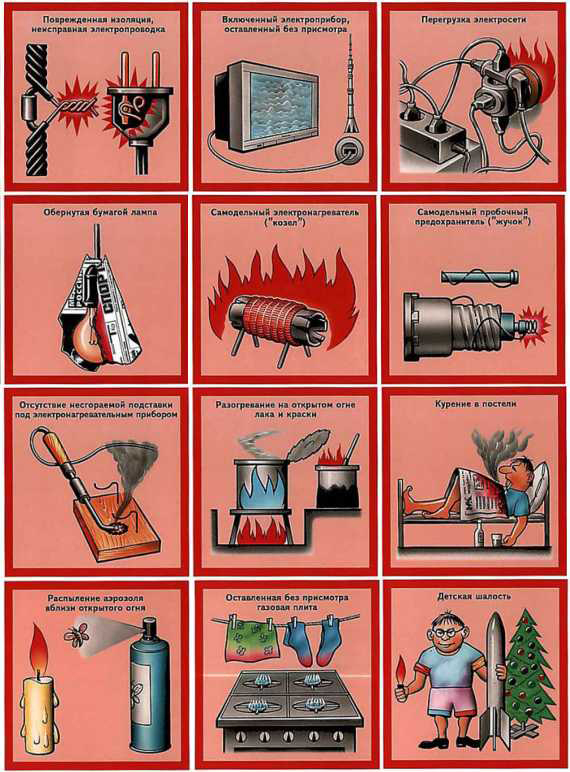 Поврежденная изоляция,
неисправная электропроводка
Включенный электроприбор,
оставленный без присмотра
Перегрузка электросети
Обернутая бумагой лампа
РОССИИ
СПОРТ
Самодельный электронагреватель
("козел")
Самодельный пробочный
предохранитель ("жучок")
Отсутствие несгораемой подставки
под электронагревательным прибором
Разогревание на открытом огне
лака и краски
Курение в постели
Распыление аэрозоля
вблизи открытого огня
Оставленная без присмотра
газовая плита
Детская шалость